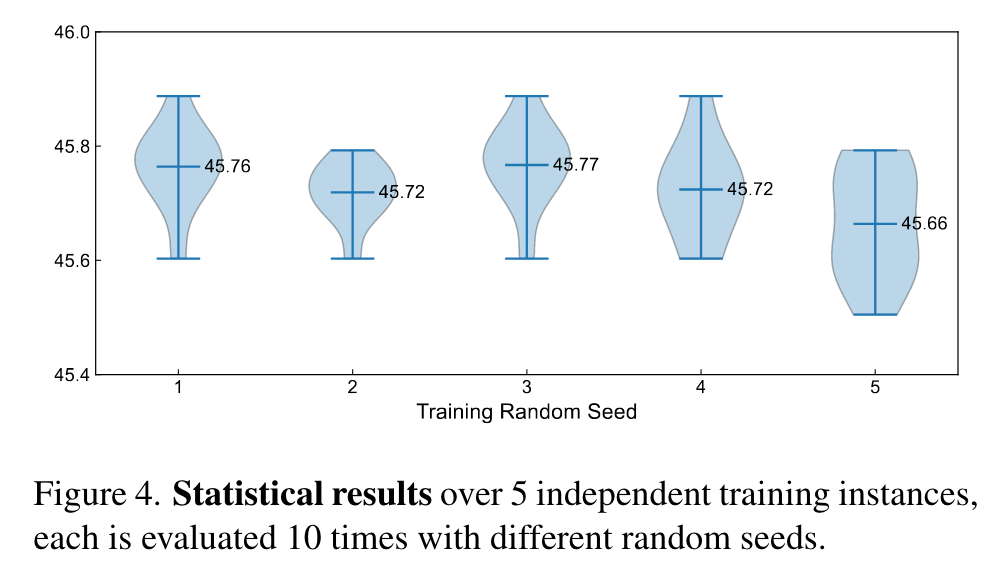 46.0
45.8
45.6
45.4
45.76
45.72
45.77
45.72
45.66
1 2 3 4 5
Training Random Seed
Figure 4. Statistical results over 5 independent training instances,
each is evaluated 10 times with different random seeds.